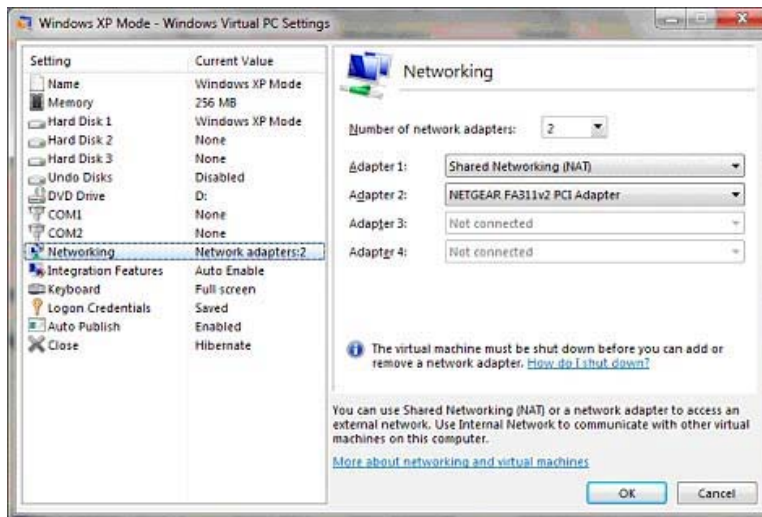 Windows XP Mode - Windows Virtual PC Settings
Setting Current Value
Name Windows XP Mode
Memory 256 MB
Hard Disk 1 Windows XP Mode
Hard Disk 2 None
Hard Disk 3 None
Undo Disks Disabled
DVD Drive D:
COM1 None
COM2 None
Networking Network adapters:2
Integration Features Auto Enable
Keyboard Full screen
Logon Credentials Saved
Auto Publish Enabled
Close Hibernate
Networking
Number of network adapters: 2
Adapter 1: Shared Networking (NAT)
Adapter 2: NETGEAR FA311v2 PCI Adapter
Adapter 3: Not connected
Adapter 4: Not connected
The virtual machine must be shut down before you can add or
remove a network adapter. How do I shut down?
You can use Shared Networking (NAT) or a network adapter to access an
external network. Use Internal Network to communicate with other virtual
machines on this computer.
More about networking and virtual machines
OK Cancel